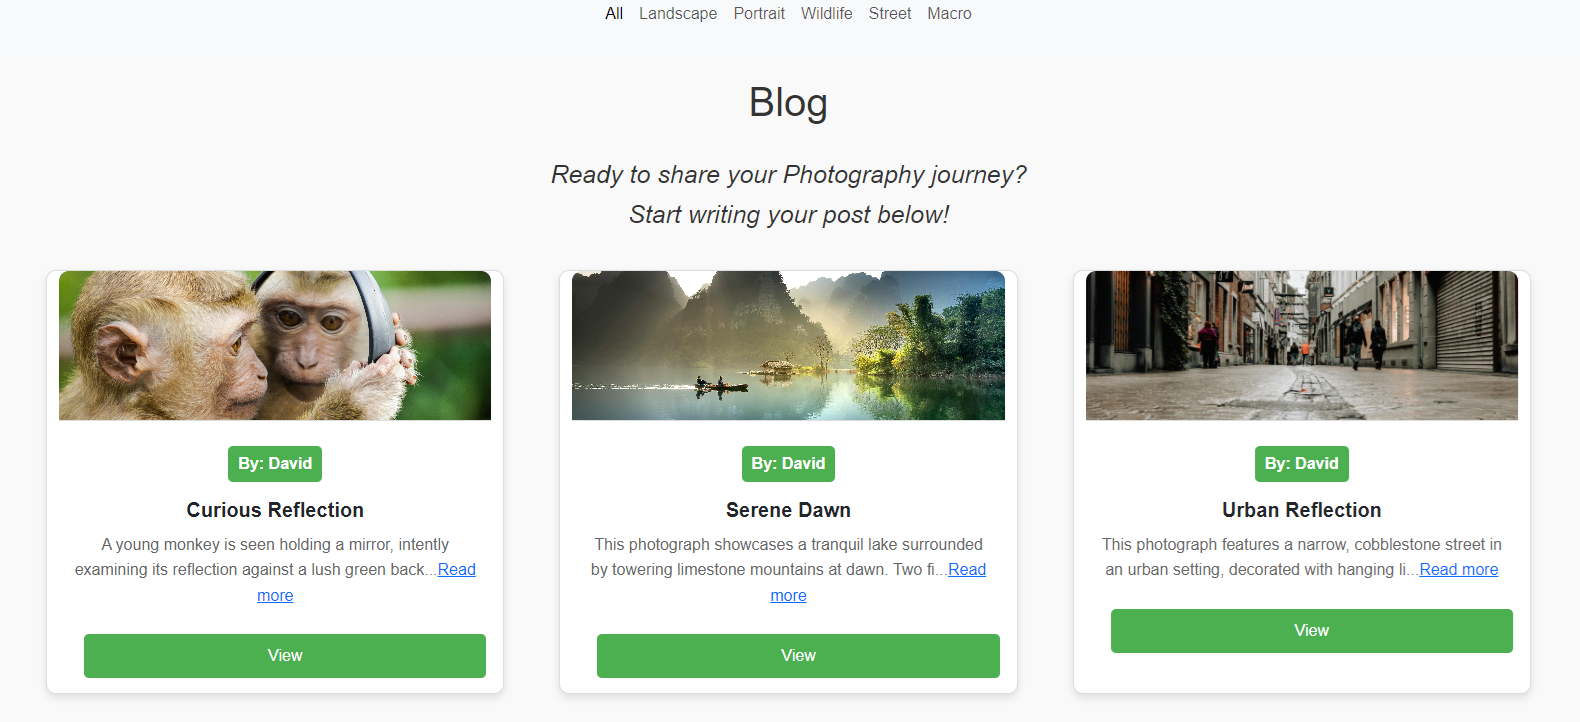 All Landscape Portrait Wildlife Street Macro
Blog
Ready to share your Photography journey?
Start writing your post below!
By: David
Curious Reflection
A young monkey is seen holding a mirror, intently
examining its reflection against a lush green back...Read
more
View
By: David
Serene Dawn
This photograph showcases a tranquil lake surrounded
by towering limestone mountains at dawn. Two fi...Read
more
View
By: David
Urban Reflection
This photograph features a narrow, cobblestone street in
an urban setting, decorated with hanging li...Read more
View